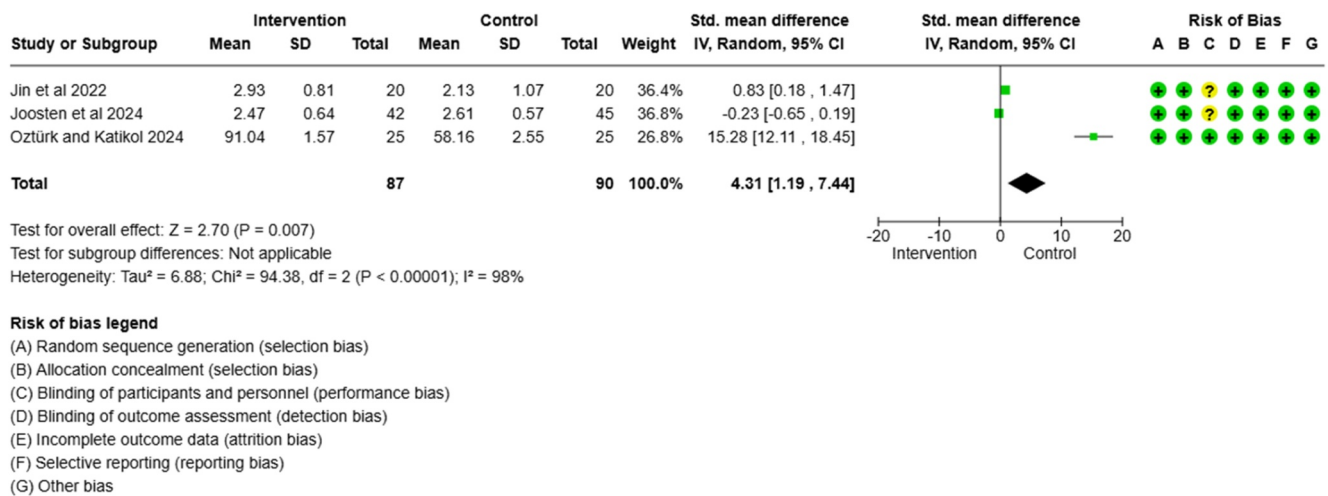 Intervention Control Std. mean difference Std. mean difference Risk of Bias
Study or Subgroup Mean SD Total Mean SD Total Weight IV, Random, 95% CI IV, Random, 95% CI A B C D E F G
Jin et al 2022 2.93 0.81 20 2.13 1.07 20 36.4% 0.83 [0.18 , 1.47] + + ? + + + +
Joosten et al 2024 2.47 0.64 42 2.61 0.57 45 36.8% -0.23 [-0.65 , 0.19] + + ? + + + +
Oztürk and Katikol 2024 91.04 1.57 25 58.16 2.55 25 26.8% 15.28 [12.11 , 18.45] + + + + + + +
Total 87 90 100.0% 4.31 [1.19 , 7.44]
Test for overall effect: Z = 2.70 (P = 0.007)
Test for subgroup differences: Not applicable
Heterogeneity: Tau² = 6.88; Chi² = 94.38, df = 2 (P < 0.00001); I² = 98%
-20 -10 0 10 20
Intervention Control
Risk of bias legend
(A) Random sequence generation (selection bias)
(B) Allocation concealment (selection bias)
(C) Blinding of participants and personnel (performance bias)
(D) Blinding of outcome assessment (detection bias)
(E) Incomplete outcome data (attrition bias)
(F) Selective reporting (reporting bias)
(G) Other bias